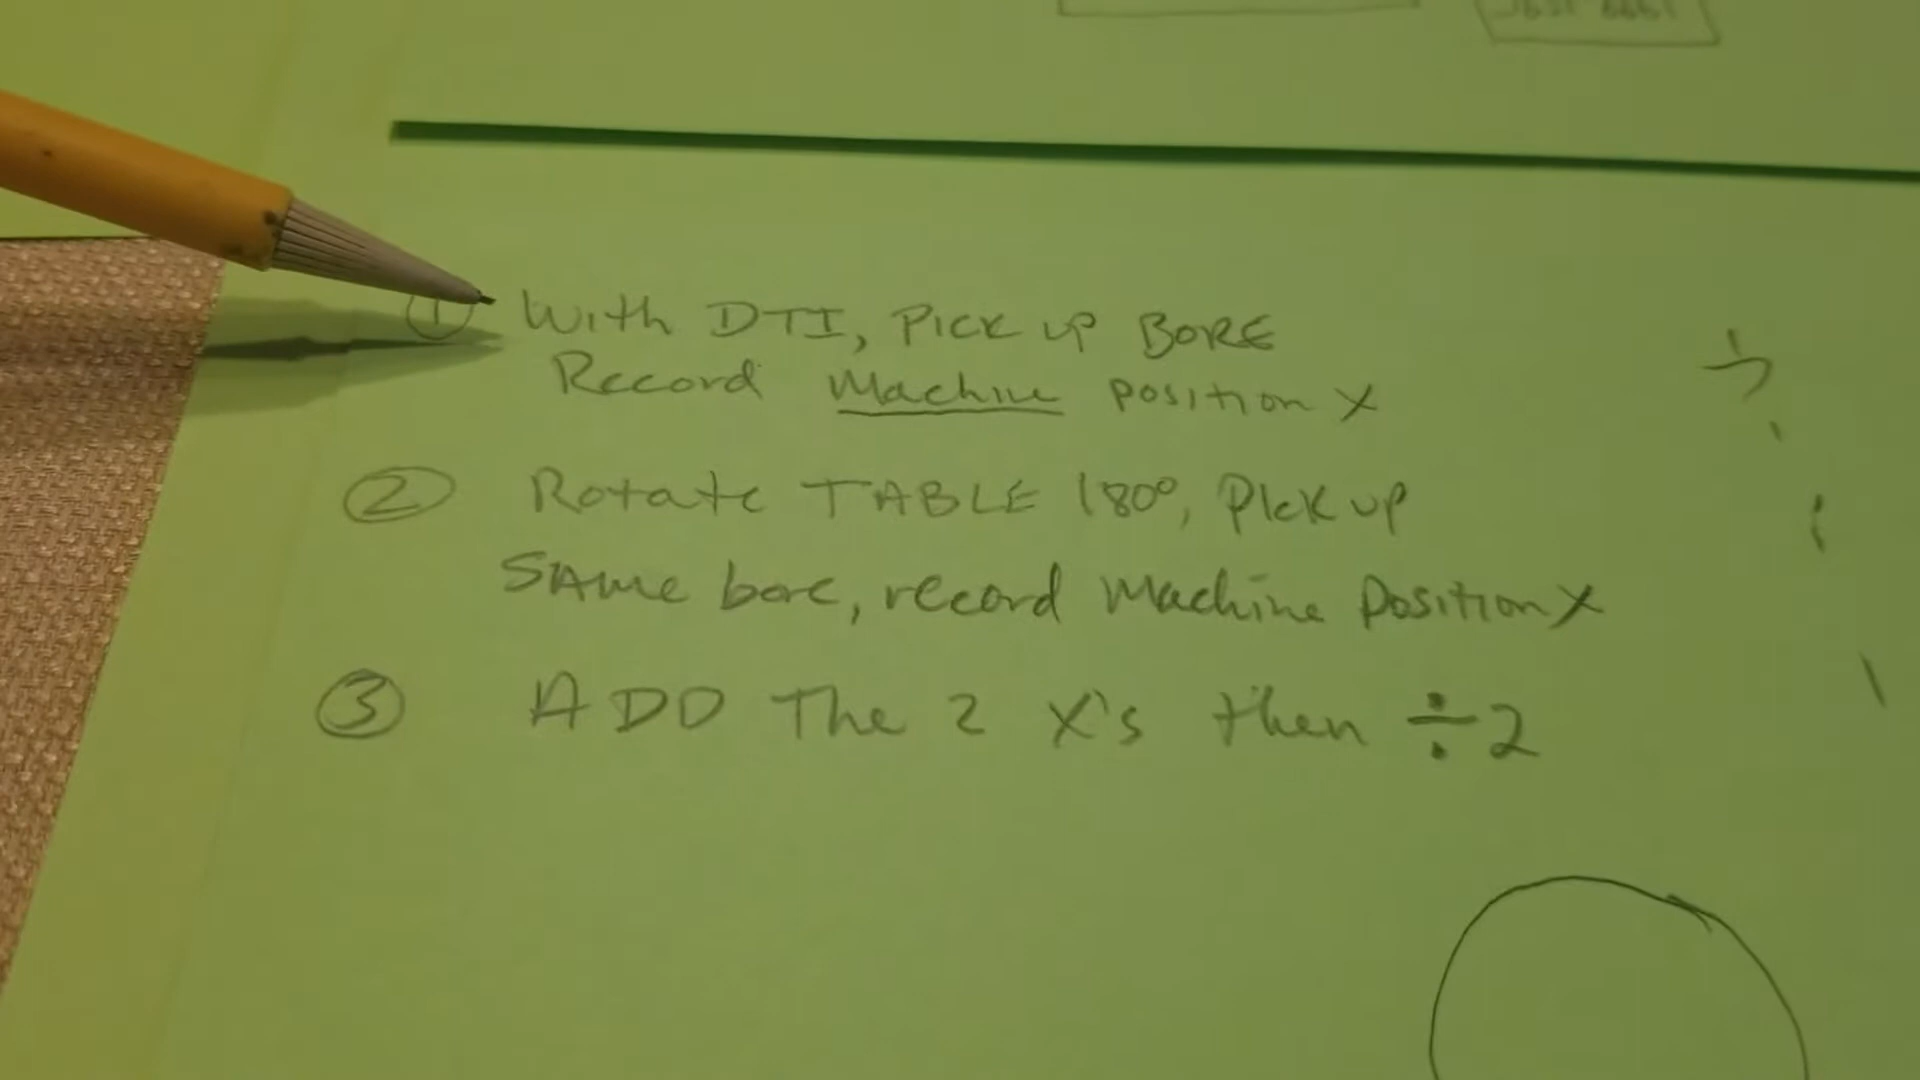 ① With DTI, Pick up BORE
Record Machine position X
② Rotate TABLE 180°, Pick up
SAme bore, record Machine Position X
③ ADD The 2 X's then ÷2